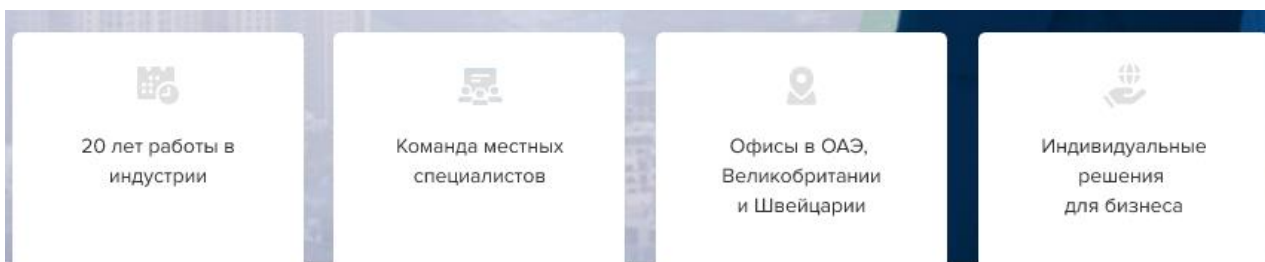 20 лет работы в
индустрии
Команда местных
специалистов
Офисы в ОАЭ,
Великобритании
и Швейцарии
Индивидуальные
решения
для бизнеса